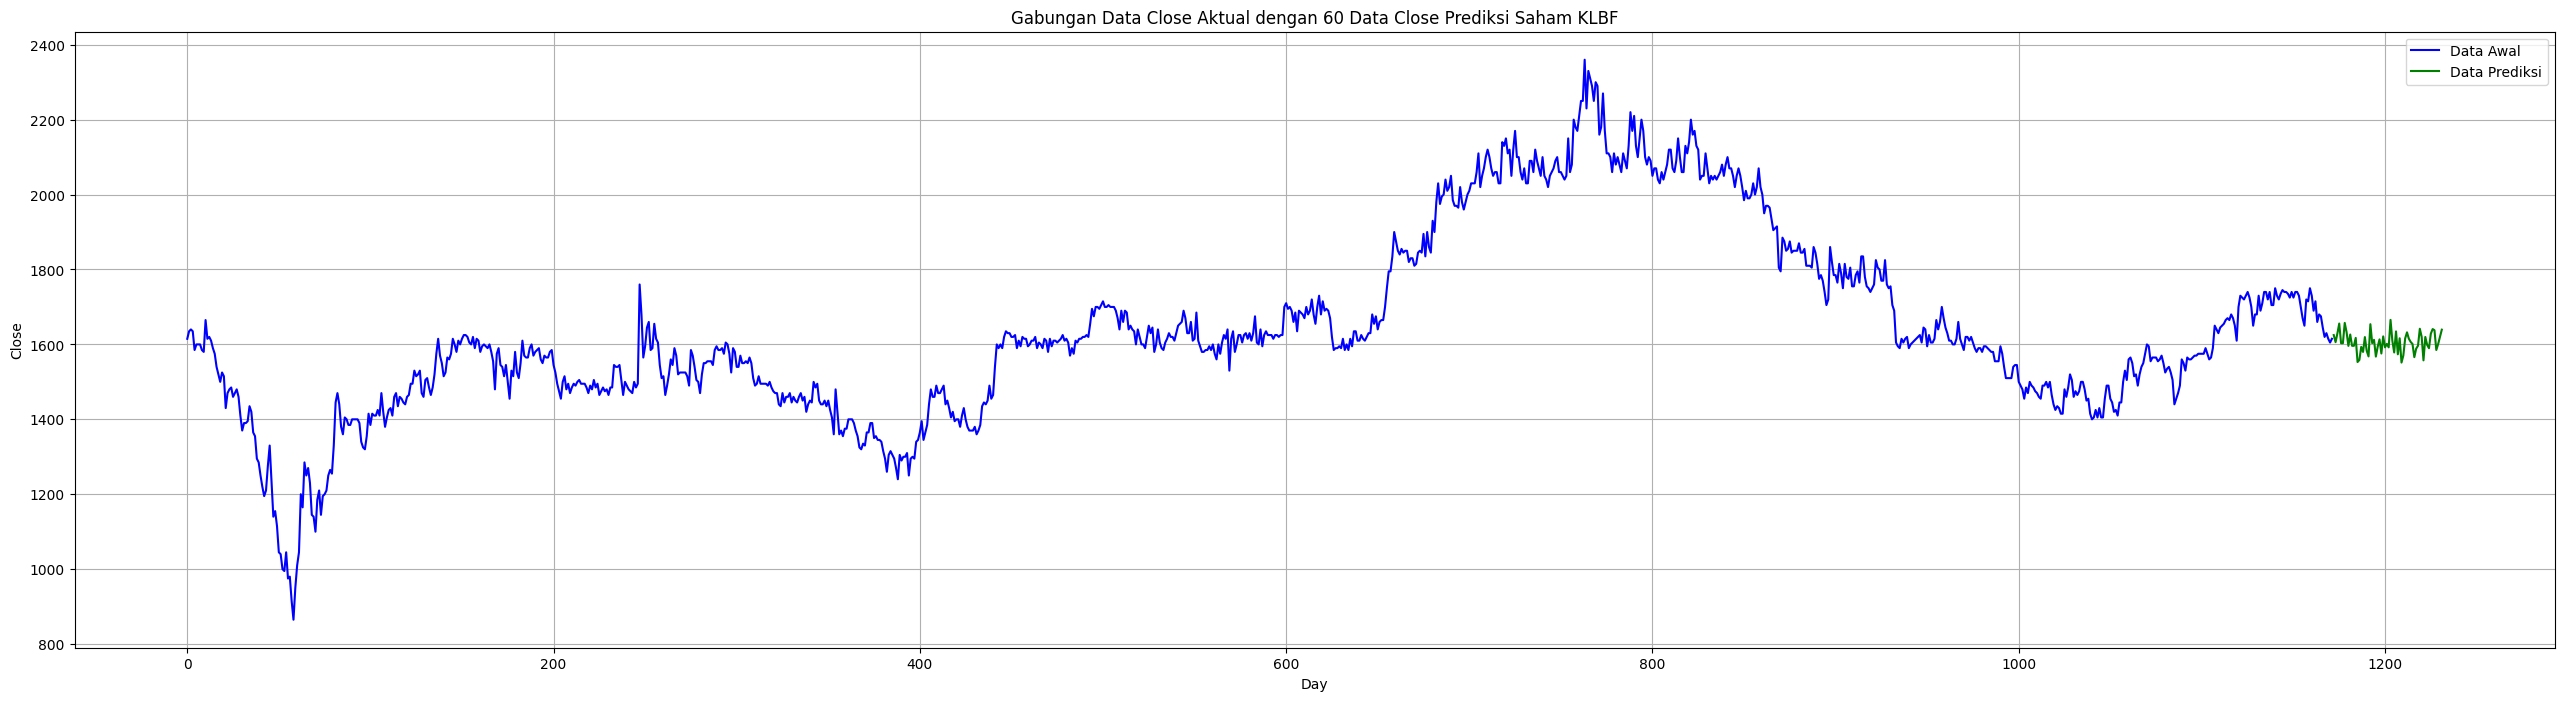 Gabungan Data Close Aktual dengan 60 Data Close Prediksi Saham KLBF
Data Awal
Data Prediksi
Close
2400
2200
2000
1800
1600
1400
1200
1000
800
0 200 400 600 800 1000 1200
Day